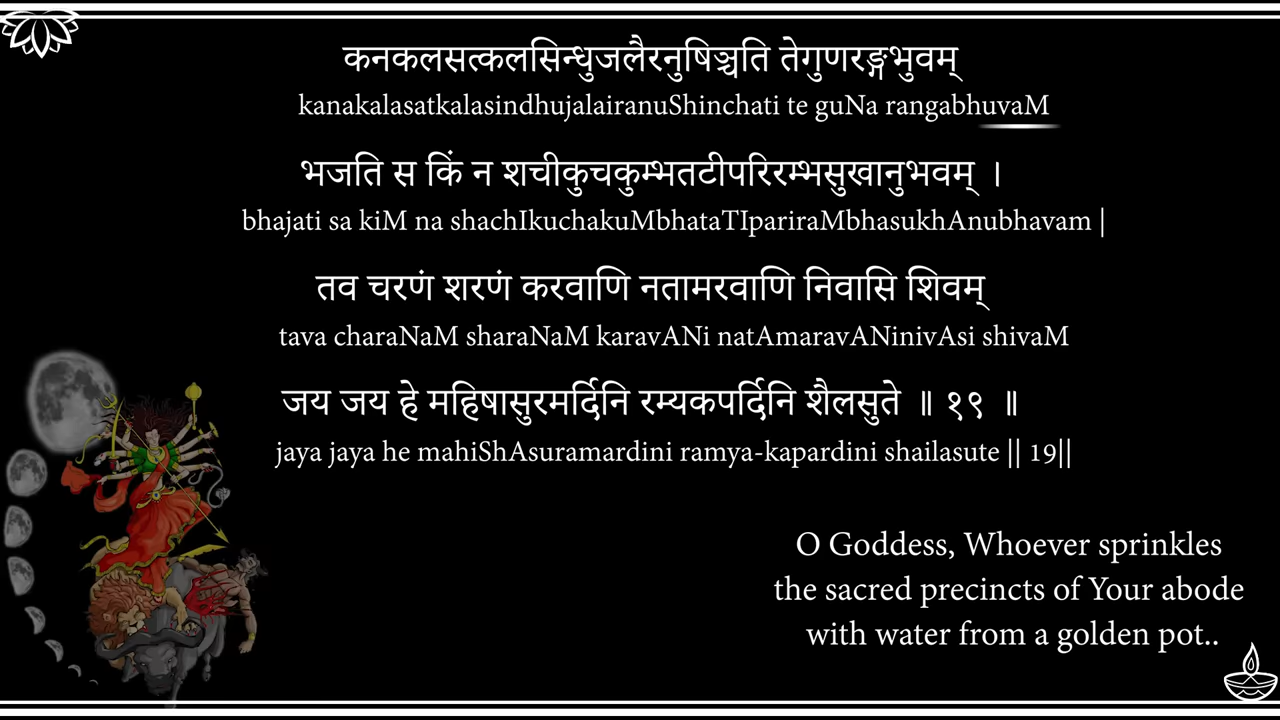 कनकलसत्कलसिन्धुजलैरनुषिञ्चति तेगुणरङ्गभुवम्
kanakalasatkalasindhujalairanuShinchati te guNa rangabhuvaM
भजति स किं न शचीकुचकुम्भतटीपरिरम्भसुखानुभवम् ।
bhajati sa kiM na shachIkuchakuMbhataTIpariraMbhasukhAnubhavam |
तव चरणं शरणं करवाणि नतामरवाणि निवासि शिवम्
tava charaNaM sharaNaM karavANi natAmaravANinivAsi shivaM
जय जय हे महिषासुरमर्दिनि रम्यकपर्दिनि शैलसुते ॥ १९ ॥
jaya jaya he mahiShAsuramardini ramya-kapardini shailasute || 19||
O Goddess, Whoever sprinkles
the sacred precincts of Your abode
with water from a golden pot..